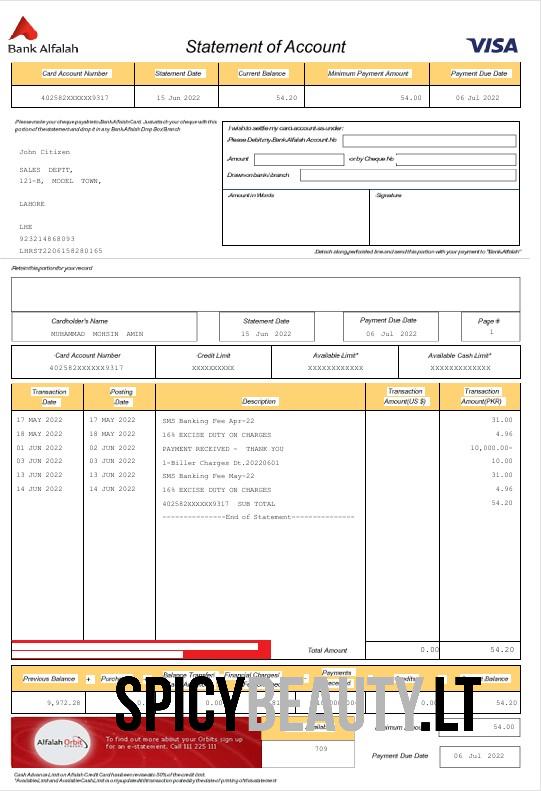 Bank Alfalah
Statement of Account
VISA
Card Account Number Statement Date Current Balance Minimum Payment Amount Payment Due Date
402582XXXXXX9317 15 Jun 2022 54.20 54.00 06 Jul 2022
Please make your cheque payable to Bank Alfalah Card. Just attach your cheque with this
portion of the statement and drop it in any Bank Alfalah Drop Box/Branch
I wish to settle my card account as under:
Please Debit my Bank Alfalah Account No
Amount or by Cheque No
Drawn on bank / branch
Amount in Words Signature
John Citizen
SALES DEPTT,
121-B, MODEL TOWN,
LAHORE
LHE
923214868093
LHRST2206158280165
Detach along perforated line and send this portion with your payment to "Bank Alfalah"
Retain this portion for your record
Cardholder's Name Statement Date Payment Due Date Page #
MUHAMMAD MOHSIN AMIN 15 Jun 2022 06 Jul 2022 1
Card Account Number Credit Limit Available Limit* Available Cash Limit*
402582XXXXXX9317 XXXXXXXXXX XXXXXXXXXXXX XXXXXXXXXXXX
Transaction Date Posting Date Description Transaction Amount(US $) Transaction Amount(PKR)
17 MAY 2022 17 MAY 2022 SMS Banking Fee Apr-22 31.00
18 MAY 2022 18 MAY 2022 16% EXCISE DUTY ON CHARGES 4.96
01 JUN 2022 02 JUN 2022 PAYMENT RECEIVED - THANK YOU 10,000.00-
03 JUN 2022 03 JUN 2022 1-Biller Charges Dt.20220601 10.00
13 JUN 2022 13 JUN 2022 SMS Banking Fee May-22 31.00
14 JUN 2022 14 JUN 2022 16% EXCISE DUTY ON CHARGES 4.96
402582XXXXXX9317 SUB TOTAL 54.20
---------------End of Statement------------------
Total Amount 0.00 54.20
Previous Balance + Balance Transfer Financial Charges/ Payments
9,972.28 54.20
SPICYBEAUTY.LT
Alfalah Orbit
To find out more about your Orbits sign up
for an e-statement. Call 111 225 111
709
54.00
Payment Due Date 06 Jul 2022
Cash Advance Limit on Alfalah Credit Card has been revised to 50% of the credit limit.
*Available Limit and Available Cash Limit is only updated till transaction posted by the date of printing of this statement